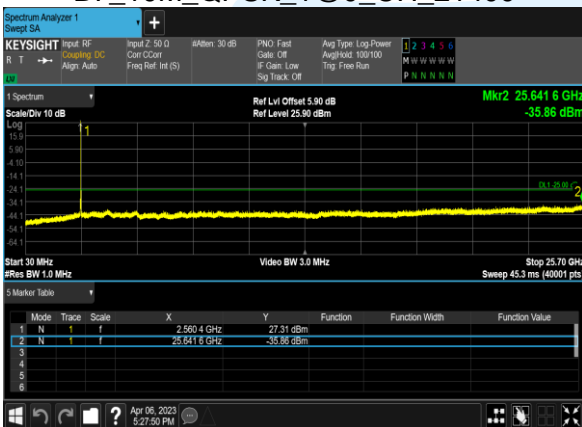 Spectrum Analyzer 1
Swept SA
+
KEYSIGHT Input: RF Input Z: 50 Ω #Atten: 30 dB PNO: Fast Avg Type: Log-Power 1 2 3 4 5 6
R T Coupling: DC Corr CCorr Gate: Off Avg|Hold: 100/100 M W W W W W
Align: Auto Freq Ref: Int (S) IF Gain: Low Trig: Free Run
Sig Track: Off P N N N N N
LW
1 Spectrum Ref Lvl Offset 5.90 dB Mkr2 25.641 6 GHz
Scale/Div 10 dB Ref Level 25.90 dBm -35.86 dBm
Log
15.9 1
5.90
-4.10
-14.1
-24.1 DL1 -25.00 2
-34.1
-44.1
-54.1
-64.1
Start 30 MHz Video BW 3.0 MHz Stop 25.70 GHz
#Res BW 1.0 MHz Sweep 45.3 ms (40001 pts
5 Marker Table
Mode Trace Scale X Y Function Function Width Function Value
1 N 1 f 2.560 4 GHz 27.31 dBm
2 N 1 f 25.641 6 GHz -35.86 dBm
3
4
5
6
? Apr 06, 2023
5:27:50 PM